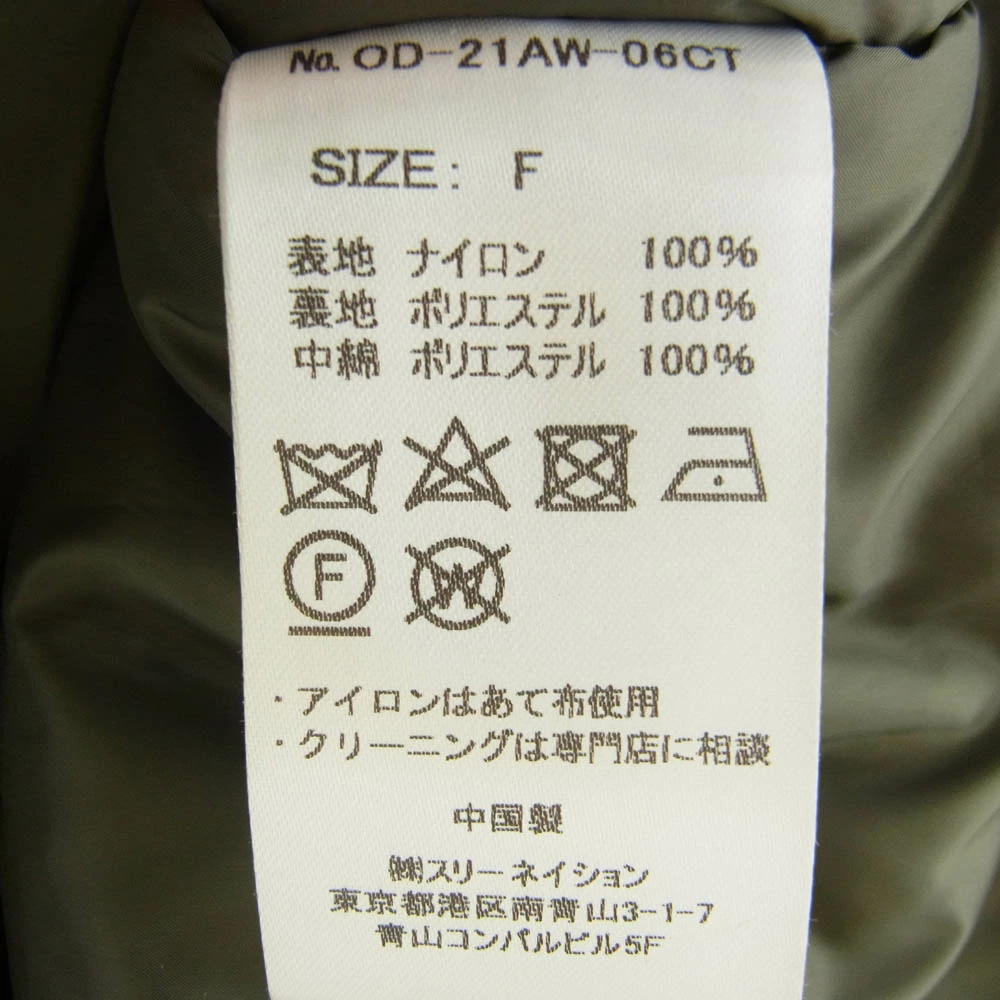 No. OD-21AW-06CT
SIZE: F
表地 ナイロン 100%
裏地 ポリエステル 100%
中綿 ポリエステル 100%
F W
・アイロンはあて布使用
・クリーニングは専門店に相談
中国製
㈱スリーネイション
東京都港区南青山3-1-7
青山コンパルビル5F